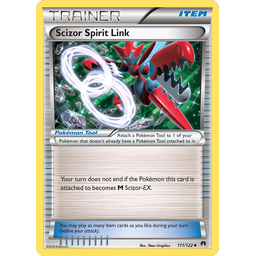 TRAINER ITEM
Scizor Spirit Link
Pokémon Tool
Attach a Pokémon Tool to 1 of your
Pokémon that doesn't already have a Pokémon Tool attached to it.
Your turn does not end if the Pokémon this card is
attached to becomes M Scizor-EX.
You may play as many Item cards as you like during your turn
(before your attack).
Illus. 5ban Graphics
111/122